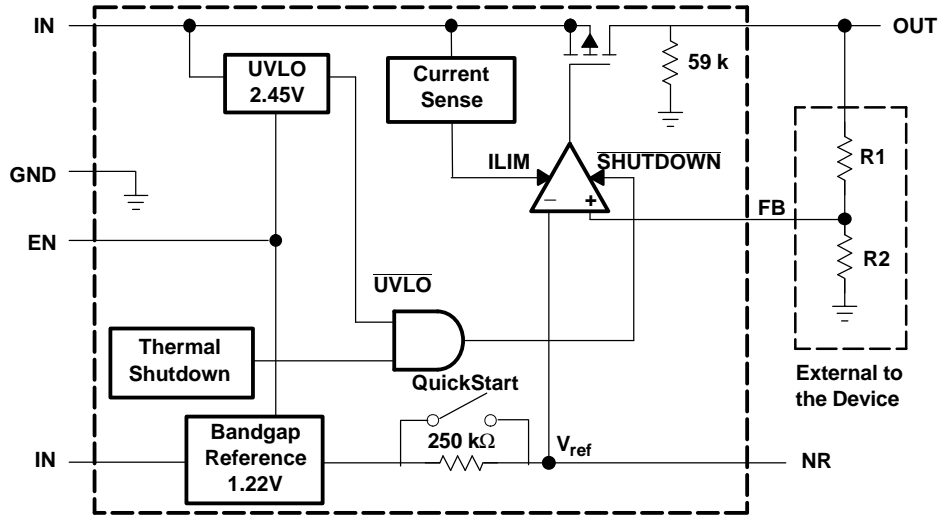 IN
OUT
UVLO
2.45V
Current
Sense
59 k
R1
ILIM
SHUTDOWN
GND
− +
FB
EN
R2
UVLO
Thermal
Shutdown
QuickStart
External to
the Device
IN
Bandgap
Reference
1.22V
250 kΩ
Vref
NR